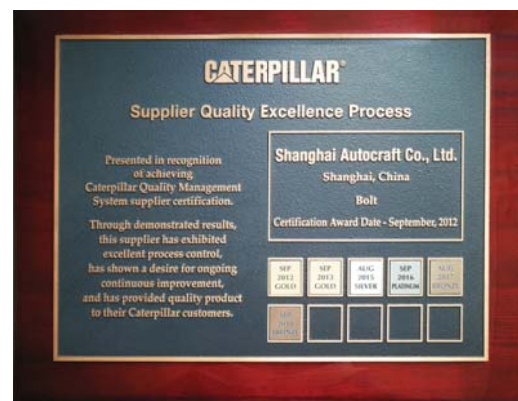 CATERPILLAR®
Supplier Quality Excellence Process
Presented in recognition
of achieving
Caterpillar Quality Management
System supplier certification.
Through demonstrated results,
this supplier has exhibited
excellent process control,
has shown a desire for ongoing
continuous improvement,
and has provided quality product
to their Caterpillar customers.
Shanghai Autocraft Co., Ltd.
Shanghai, China
Bolt
Certification Award Date - September, 2012
SEP
2012
GOLD
SEP
2013
GOLD
AUG
2015
SILVER
SEP
2016
PLATINUM
AUG
2017
BRONZE
SEP
BRONZE